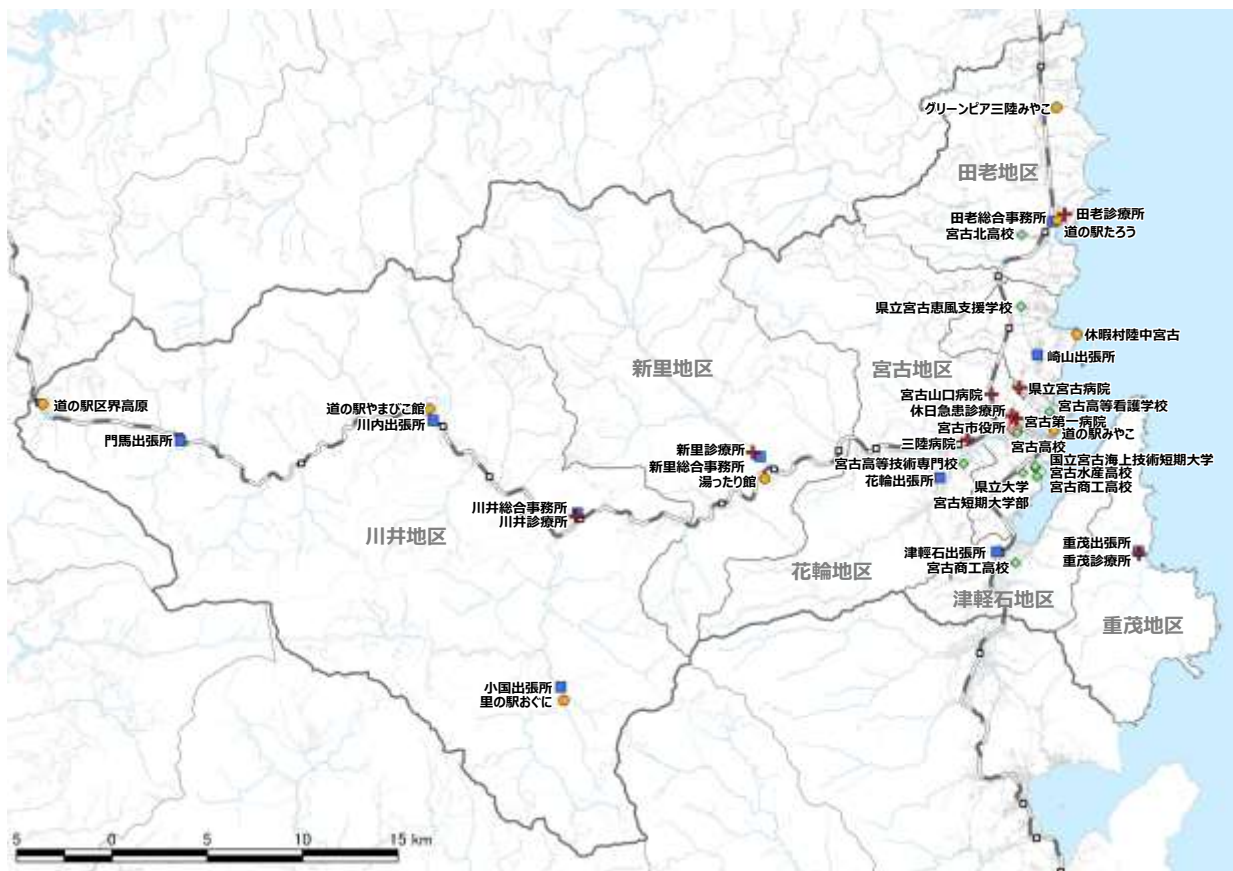 グリーンピア三陸みやこ
田老地区
田老総合事務所
田老診療所
宮古北高校
道の駅たろう
県立宮古恵風支援学校
休暇村陸中宮古
崎山出張所
新里地区
宮古地区
宮古山口病院
県立宮古病院
休日急患診療所
宮古高等看護学校
宮古市役所
宮古第一病院
道の駅みやこ
三陸病院
宮古高校
道の駅区界高原
道の駅やまびこ館
川内出張所
門馬出張所
新里診療所
新里総合事務所
湯ったり館
宮古高等技術専門校
花輪出張所
国立宮古海上技術短期大学
宮古水産高校
宮古商工高校
県立大学
宮古短期大学部
川井総合事務所
川井診療所
川井地区
津軽石出張所
宮古商工高校
重茂出張所
重茂診療所
花輪地区
津軽石地区
重茂地区
小国出張所
里の駅おぐに
5 0 5 10 15 km